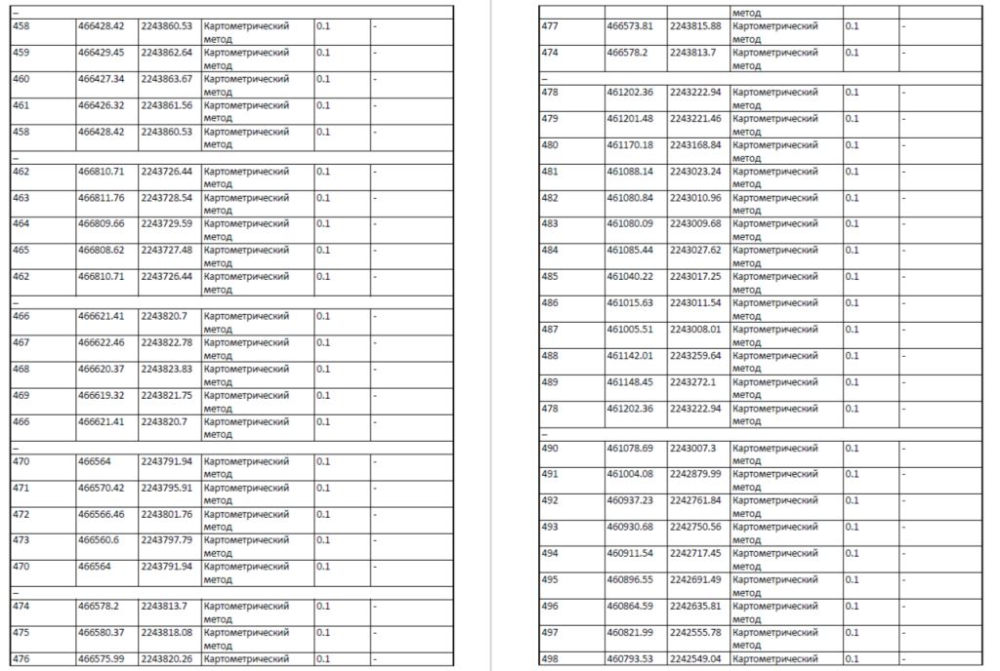 –
458 466428.42 2243860.53 Картометрический 0.1 -
метод
459 466429.45 2243862.64 Картометрический 0.1 -
метод
460 466427.34 2243863.67 Картометрический 0.1 -
метод
461 466426.32 2243861.56 Картометрический 0.1 -
метод
458 466428.42 2243860.53 Картометрический 0.1 -
метод
–
462 466810.71 2243726.44 Картометрический 0.1 -
метод
463 466811.76 2243728.54 Картометрический 0.1 -
метод
464 466809.66 2243729.59 Картометрический 0.1 -
метод
465 466808.62 2243727.48 Картометрический 0.1 -
метод
462 466810.71 2243726.44 Картометрический 0.1 -
метод
–
466 466621.41 2243820.7 Картометрический 0.1 -
метод
467 466622.46 2243822.78 Картометрический 0.1 -
метод
468 466620.37 2243823.83 Картометрический 0.1 -
метод
469 466619.32 2243821.75 Картометрический 0.1 -
метод
466 466621.41 2243820.7 Картометрический 0.1 -
метод
–
470 466564 2243791.94 Картометрический 0.1 -
метод
471 466570.42 2243795.91 Картометрический 0.1 -
метод
472 466566.46 2243801.76 Картометрический 0.1 -
метод
473 466560.6 2243797.79 Картометрический 0.1 -
метод
470 466564 2243791.94 Картометрический 0.1 -
метод
–
474 466578.2 2243813.7 Картометрический 0.1 -
метод
475 466580.37 2243818.08 Картометрический 0.1 -
метод
476 466575.99 2243820.26 Картометрический 0.1 -
метод
477 466573.81 2243815.88 Картометрический 0.1 -
метод
474 466578.2 2243813.7 Картометрический 0.1 -
метод
–
478 461202.36 2243222.94 Картометрический 0.1 -
метод
479 461201.48 2243221.46 Картометрический 0.1 -
метод
480 461170.18 2243168.84 Картометрический 0.1 -
метод
481 461088.14 2243023.24 Картометрический 0.1 -
метод
482 461080.84 2243010.96 Картометрический 0.1 -
метод
483 461080.09 2243009.68 Картометрический 0.1 -
метод
484 461085.44 2243027.62 Картометрический 0.1 -
метод
485 461040.22 2243017.25 Картометрический 0.1 -
метод
486 461015.63 2243011.54 Картометрический 0.1 -
метод
487 461005.51 2243008.01 Картометрический 0.1 -
метод
488 461142.01 2243259.64 Картометрический 0.1 -
метод
489 461148.45 2243272.1 Картометрический 0.1 -
метод
478 461202.36 2243222.94 Картометрический 0.1 -
метод
–
490 461078.69 2243007.3 Картометрический 0.1 -
метод
491 461004.08 2242879.99 Картометрический 0.1 -
метод
492 460937.23 2242761.84 Картометрический 0.1 -
метод
493 460930.68 2242750.56 Картометрический 0.1 -
метод
494 460911.54 2242717.45 Картометрический 0.1 -
метод
495 460896.55 2242691.49 Картометрический 0.1 -
метод
496 460864.59 2242635.81 Картометрический 0.1 -
метод
497 460821.99 2242555.78 Картометрический 0.1 -
метод
498 460793.53 2242549.04 Картометрический 0.1 -